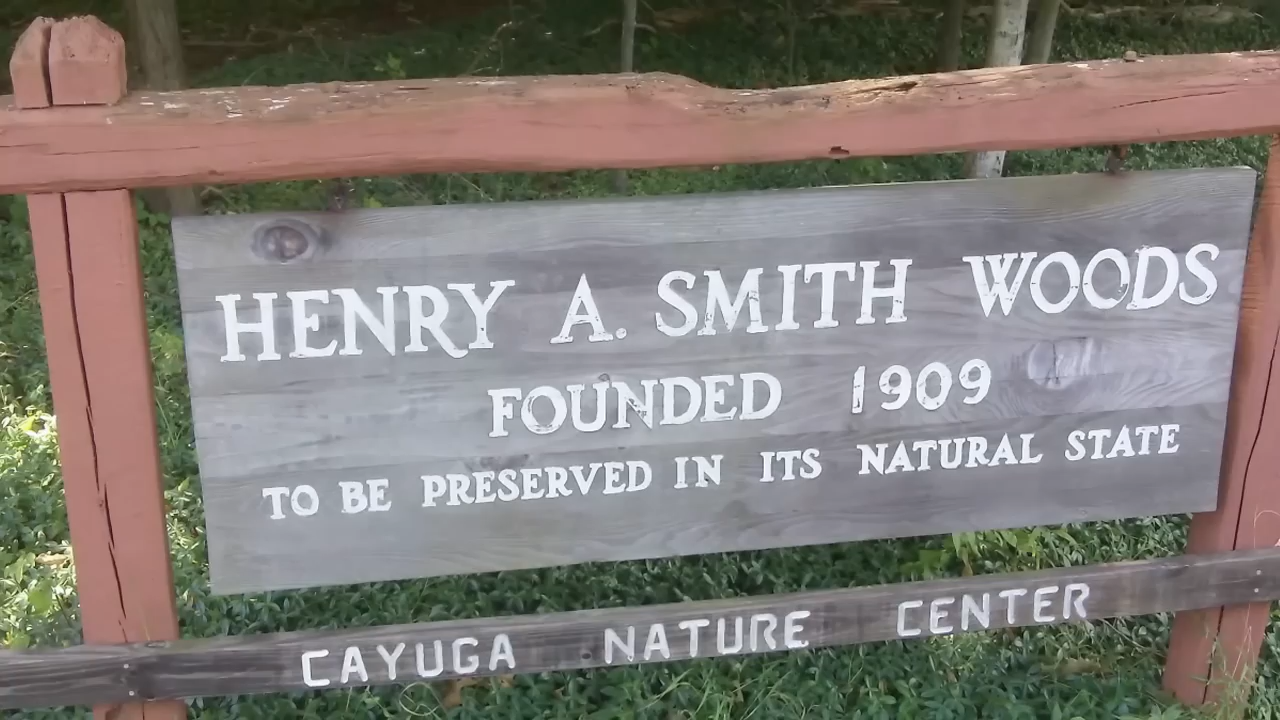 HENRY A. SMITH WOODS
FOUNDED 1909
TO BE PRESERVED IN ITS NATURAL STATE
CAYUGA NATURE CENTER